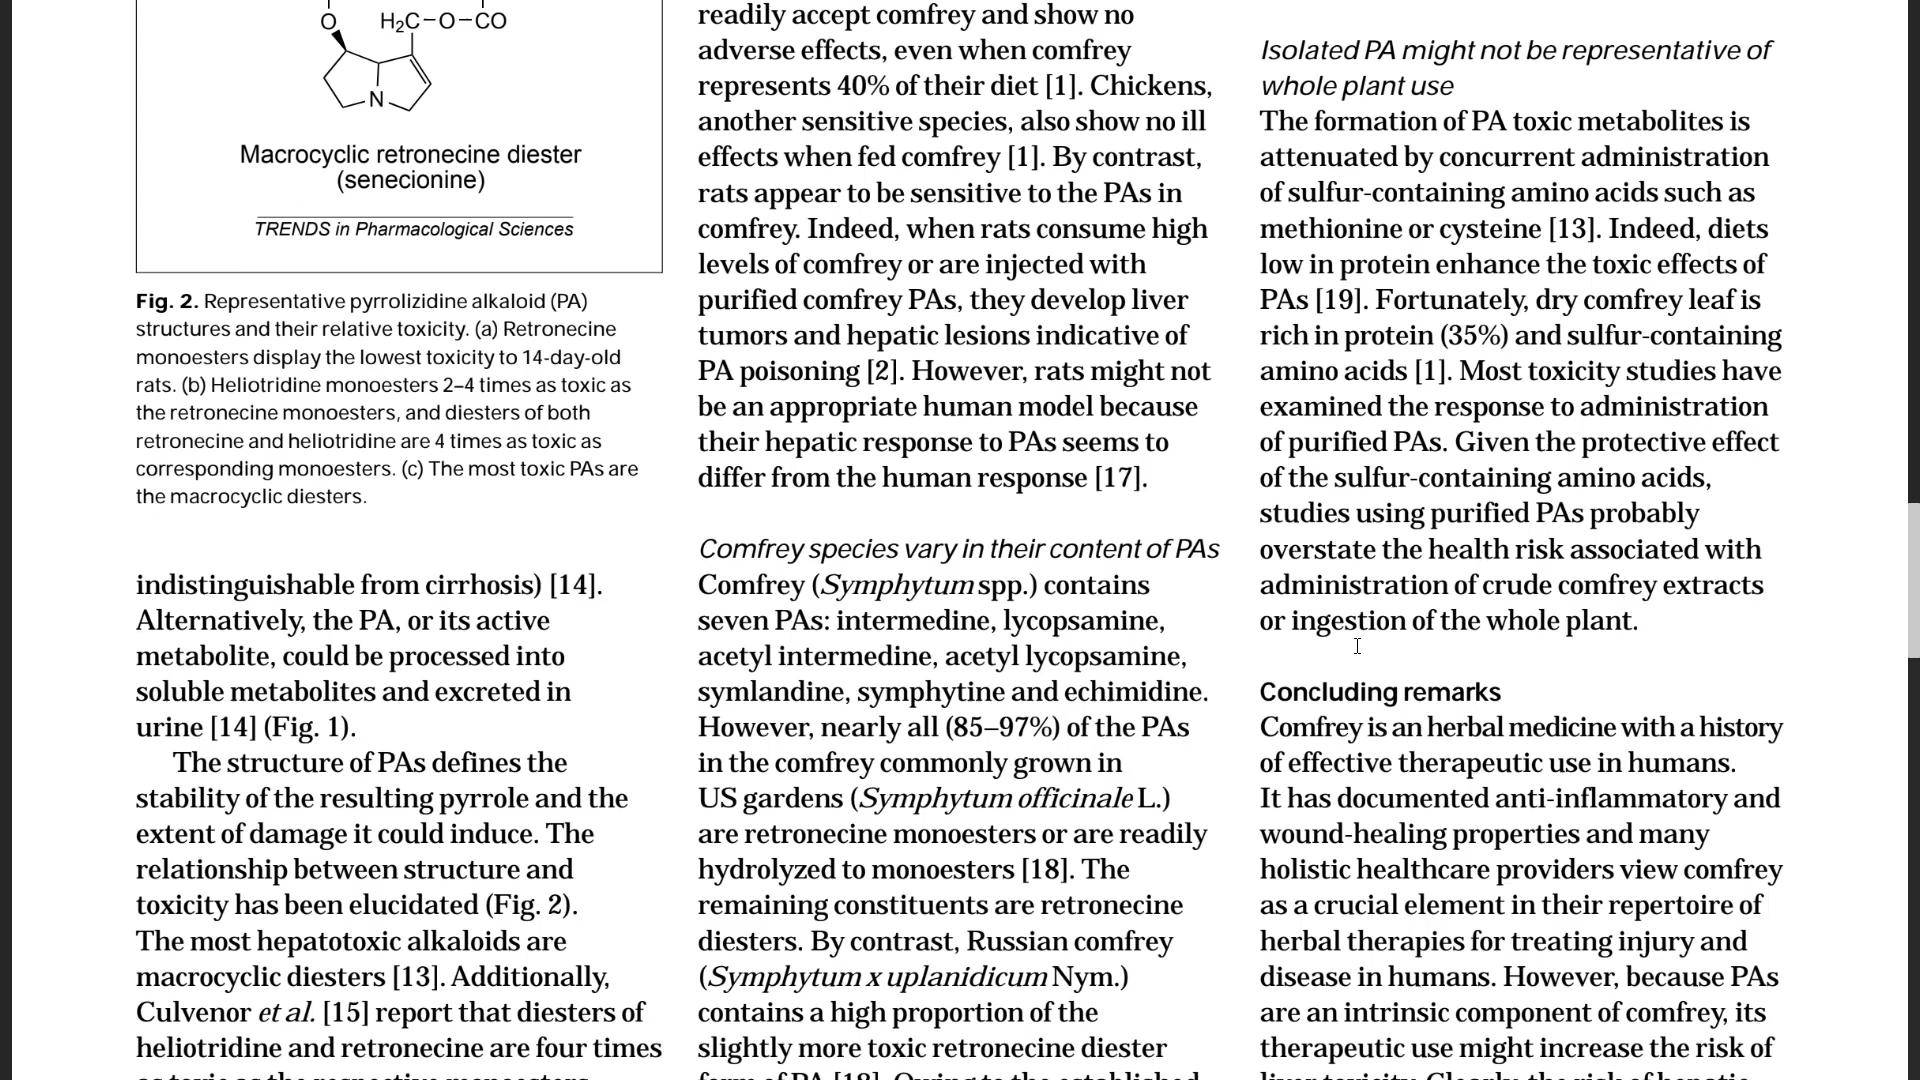 O H₂C–O–CO
N
Macrocyclic retronecine diester
(senecionine)
TRENDS in Pharmacological Sciences
Fig. 2. Representative pyrrolizidine alkaloid (PA)
structures and their relative toxicity. (a) Retronecine
monoesters display the lowest toxicity to 14-day-old
rats. (b) Heliotridine monoesters 2–4 times as toxic as
the retronecine monoesters, and diesters of both
retronecine and heliotridine are 4 times as toxic as
corresponding monoesters. (c) The most toxic PAs are
the macrocyclic diesters.
indistinguishable from cirrhosis) [14].
Alternatively, the PA, or its active
metabolite, could be processed into
soluble metabolites and excreted in
urine [14] (Fig. 1).
The structure of PAs defines the
stability of the resulting pyrrole and the
extent of damage it could induce. The
relationship between structure and
toxicity has been elucidated (Fig. 2).
The most hepatotoxic alkaloids are
macrocyclic diesters [13]. Additionally,
Culvenor et al. [15] report that diesters of
heliotridine and retronecine are four times
as toxic as the respective monoesters
readily accept comfrey and show no
adverse effects, even when comfrey
represents 40% of their diet [1]. Chickens,
another sensitive species, also show no ill
effects when fed comfrey [1]. By contrast,
rats appear to be sensitive to the PAs in
comfrey. Indeed, when rats consume high
levels of comfrey or are injected with
purified comfrey PAs, they develop liver
tumors and hepatic lesions indicative of
PA poisoning [2]. However, rats might not
be an appropriate human model because
their hepatic response to PAs seems to
differ from the human response [17].
Comfrey species vary in their content of PAs
Comfrey (Symphytum spp.) contains
seven PAs: intermedine, lycopsamine,
acetyl intermedine, acetyl lycopsamine,
symlandine, symphytine and echimidine.
However, nearly all (85–97%) of the PAs
in the comfrey commonly grown in
US gardens (Symphytum officinale L.)
are retronecine monoesters or are readily
hydrolyzed to monoesters [18]. The
remaining constituents are retronecine
diesters. By contrast, Russian comfrey
(Symphytum x uplanidicum Nym.)
contains a high proportion of the
slightly more toxic retronecine diester
form of PA [18]. Owing to the established
Isolated PA might not be representative of
whole plant use
The formation of PA toxic metabolites is
attenuated by concurrent administration
of sulfur-containing amino acids such as
methionine or cysteine [13]. Indeed, diets
low in protein enhance the toxic effects of
PAs [19]. Fortunately, dry comfrey leaf is
rich in protein (35%) and sulfur-containing
amino acids [1]. Most toxicity studies have
examined the response to administration
of purified PAs. Given the protective effect
of the sulfur-containing amino acids,
studies using purified PAs probably
overstate the health risk associated with
administration of crude comfrey extracts
or ingestion of the whole plant.
Concluding remarks
Comfrey is an herbal medicine with a history
of effective therapeutic use in humans.
It has documented anti-inflammatory and
wound-healing properties and many
holistic healthcare providers view comfrey
as a crucial element in their repertoire of
herbal therapies for treating injury and
disease in humans. However, because PAs
are an intrinsic component of comfrey, its
therapeutic use might increase the risk of
liver toxicity. Clearly, the risk of hepatic